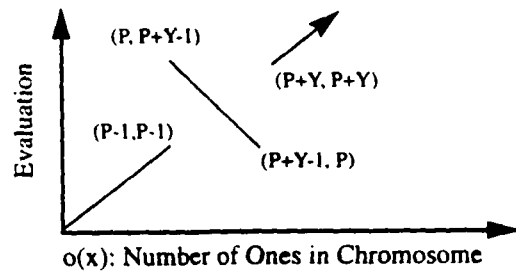 (P, P+Y-1)
(P+Y, P+Y)
(P-1,P-1)
(P+Y-1, P)
Evaluation
o(x): Number of Ones in Chromosome